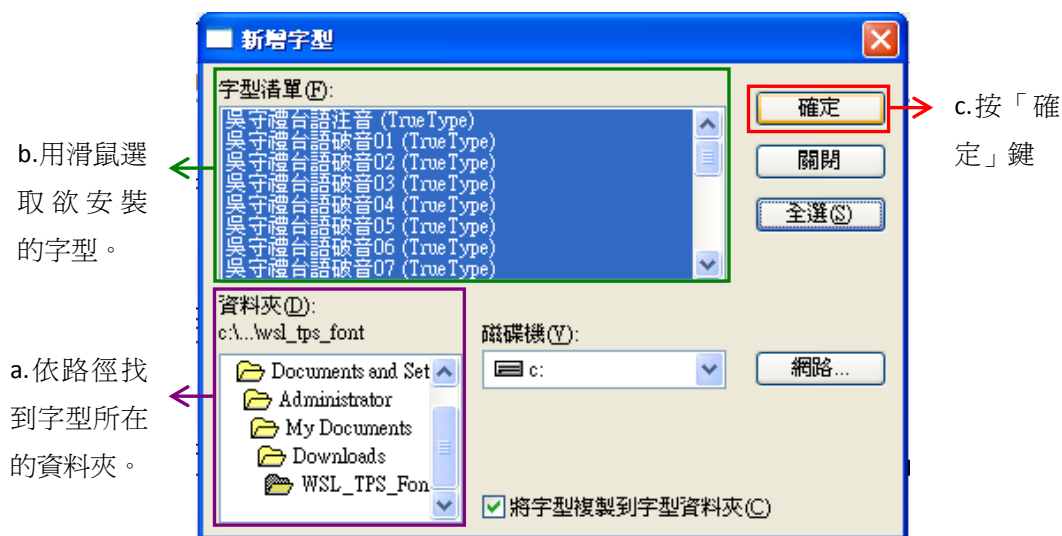 新增字型
字型清單(F):
吳守禮台語注音 (TrueType)
吳守禮台語破音01 (TrueType)
吳守禮台語破音02 (TrueType)
吳守禮台語破音03 (TrueType)
吳守禮台語破音04 (TrueType)
吳守禮台語破音05 (TrueType)
吳守禮台語破音06 (TrueType)
吳守禮台語破音07 (TrueType)
確定
關閉
全選(S)
c.按「確
定」鍵
b.用滑鼠選
取欲安裝
的字型。
資料夾(D):
c:\...\wsl_tps_font
Documents and Set
Administrator
My Documents
Downloads
WSL_TPS_Fon
磁碟機(V):
c:
網路...
將字型複製到字型資料夾(C)
a.依路徑找
到字型所在
的資料夾。